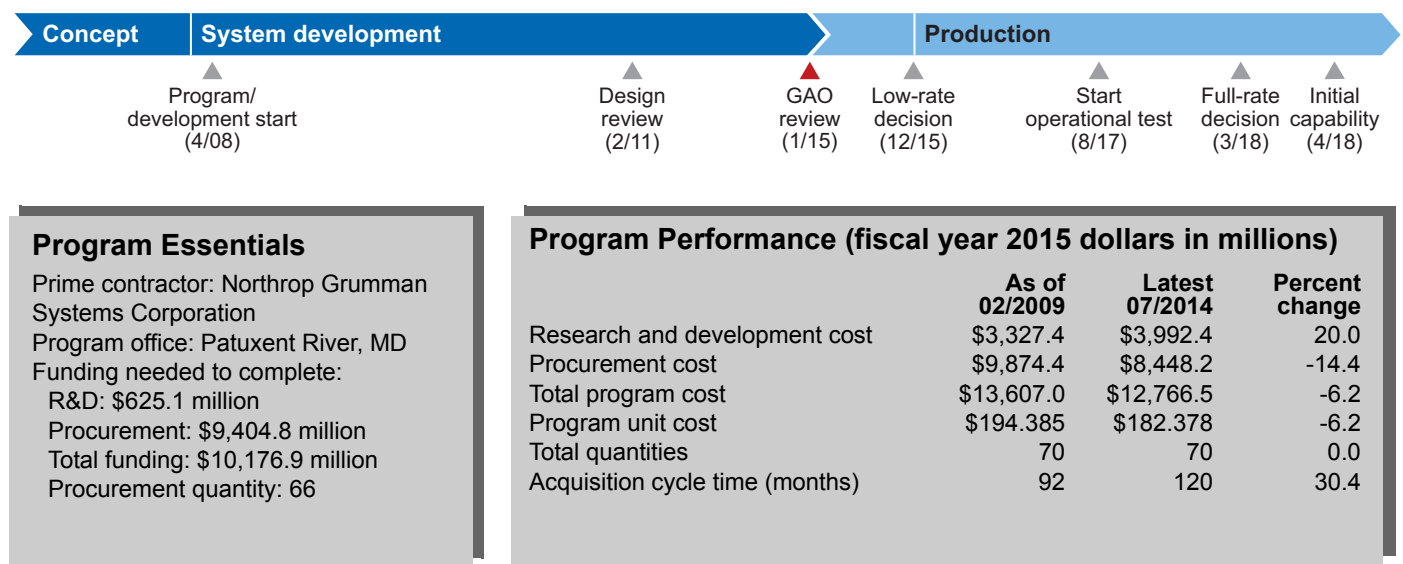 Concept
System development
Production
Program/
development start
(4/08)
Design
review
(2/11)
GAO
review
(1/15)
Low-rate
decision
(12/15)
Start
operational test
(8/17)
Full-rate
decision
(3/18)
Initial
capability
(4/18)
Program Essentials
Prime contractor: Northrop Grumman
Systems Corporation
Program office: Patuxent River, MD
Funding needed to complete:
R&D: $625.1 million
Procurement: $9,404.8 million
Total funding: $10,176.9 million
Procurement quantity: 66
Program Performance (fiscal year 2015 dollars in millions)
As of Latest Percent
02/2009 07/2014 change
Research and development cost $3,327.4 $3,992.4 20.0
Procurement cost $9,874.4 $8,448.2 -14.4
Total program cost $13,607.0 $12,766.5 -6.2
Program unit cost $194.385 $182.378 -6.2
Total quantities 70 70 0.0
Acquisition cycle time (months) 92 120 30.4